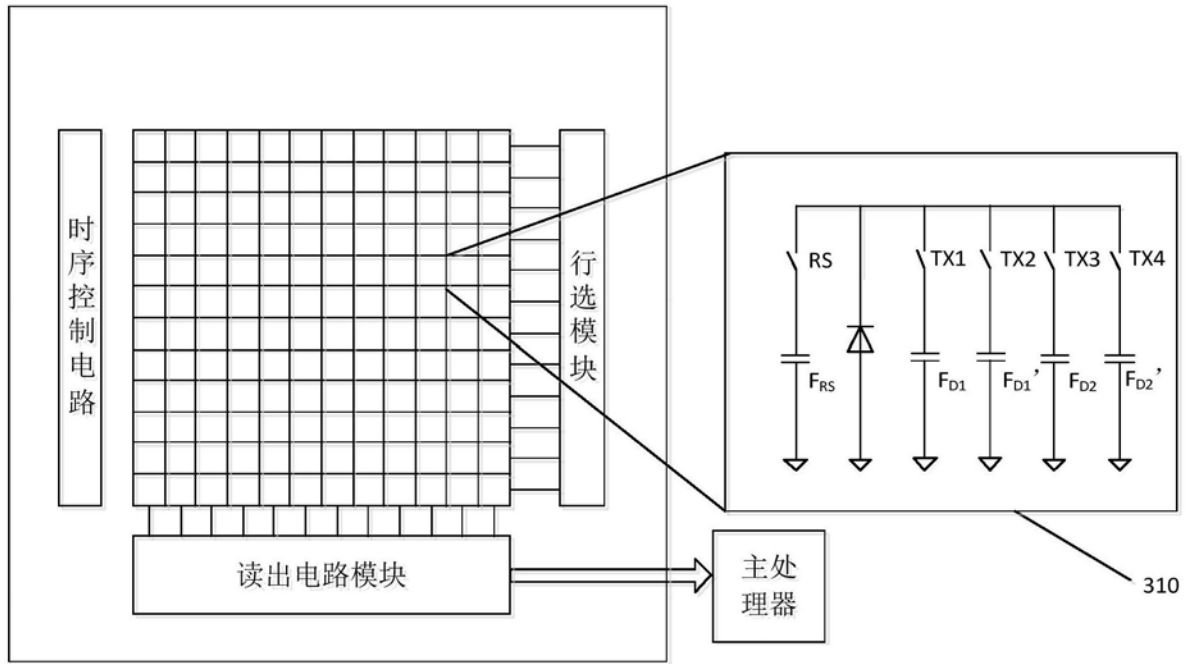 时序控制电路
行选模块
读出电路模块
主处
理器
RS
TX1
TX2
TX3
TX4
FRS
FD1
FD1’
FD2
FD2’
310